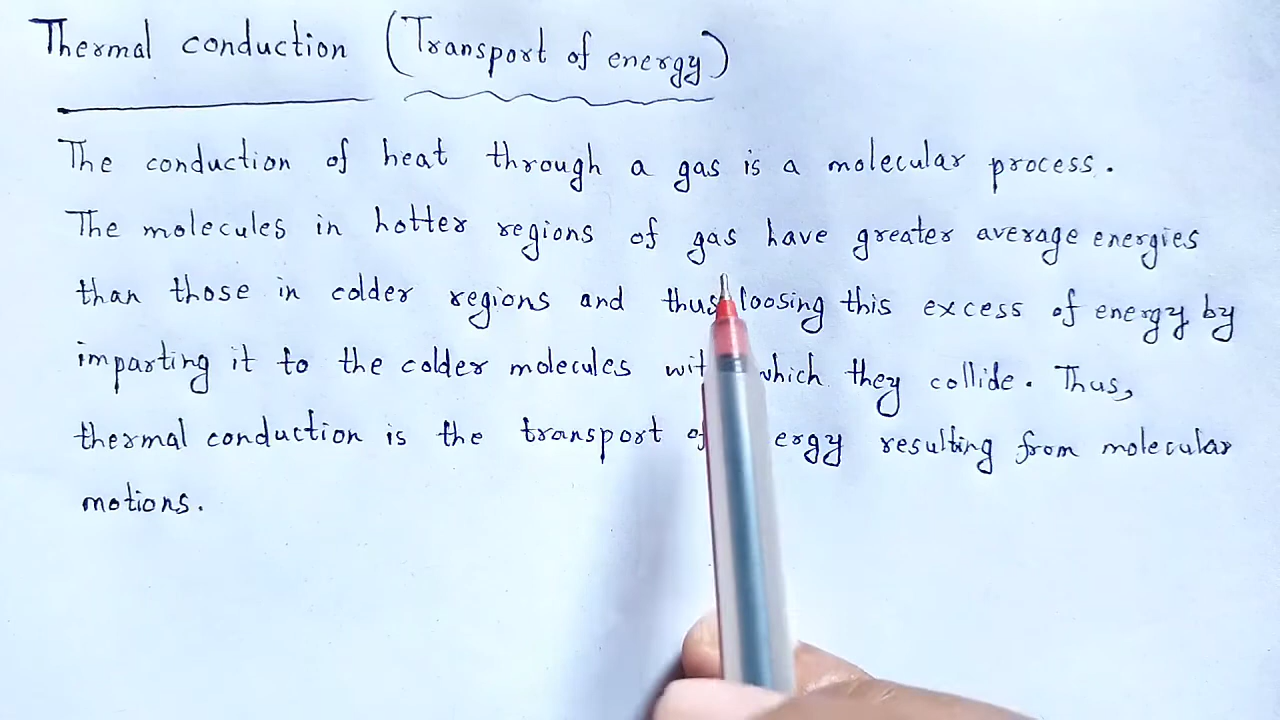 Thermal conduction (Transport of energy)
The conduction of heat through a gas is a molecular process.
The molecules in hotter regions of gas have greater average energies
than those in colder regions and thus loosing this excess of energy by
imparting it to the colder molecules with which they collide. Thus,
thermal conduction is the transport of ergy resulting from molecular
motions.